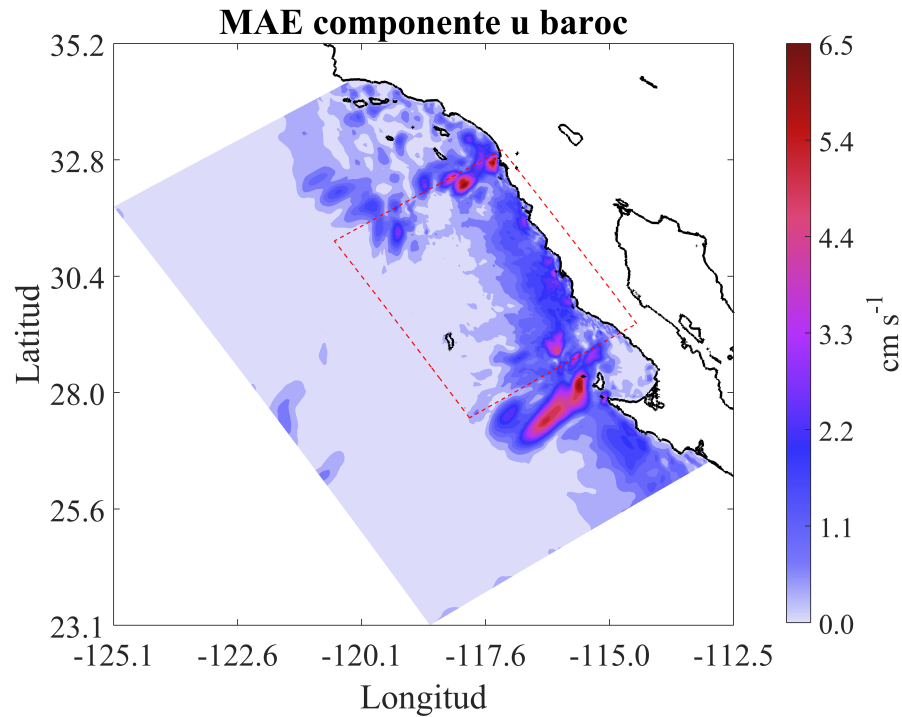 MAE componente u baroc
35.2
32.8
30.4
28.0
25.6
23.1
Latitud
-125.1 -122.6 -120.1 -117.6 -115.0 -112.5
Longitud
6.5
5.4
4.4
3.3
2.2
1.1
0.0
cm s⁻¹